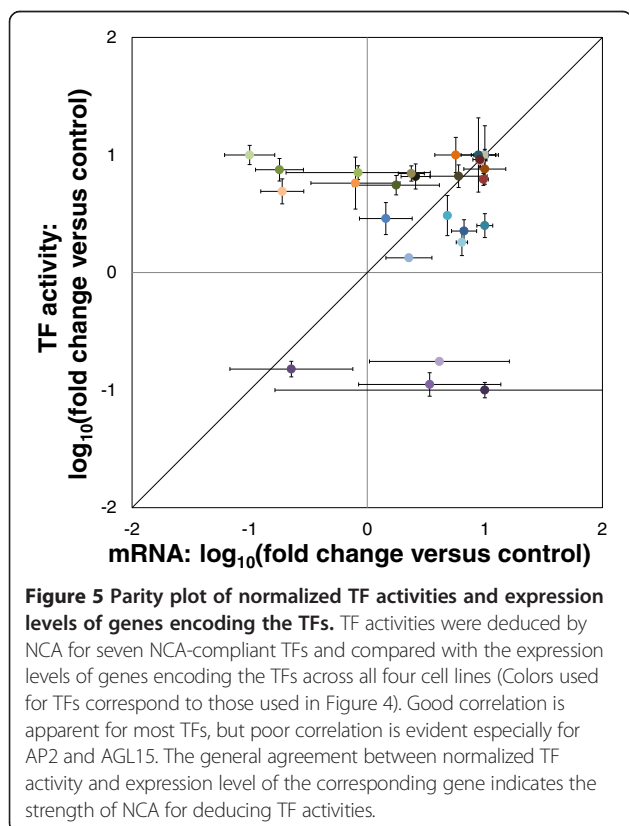 2
1
0
-1
-2
TF activity:
log₁₀(fold change versus control)
-2 -1 0 1 2
mRNA: log₁₀(fold change versus control)
Figure 5 Parity plot of normalized TF activities and expression
levels of genes encoding the TFs. TF activities were deduced by
NCA for seven NCA-compliant TFs and compared with the expression
levels of genes encoding the TFs across all four cell lines (Colors used
for TFs correspond to those used in Figure 4). Good correlation is
apparent for most TFs, but poor correlation is evident especially for
AP2 and AGL15. The general agreement between normalized TF
activity and expression level of the corresponding gene indicates the
strength of NCA for deducing TF activities.